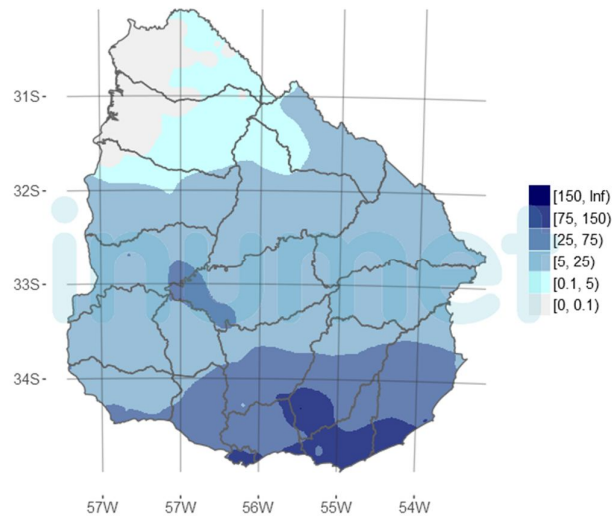 31S
32S
33S
34S
inumet
[150, Inf)
[75, 150)
[25, 75)
[5, 25)
[0.1, 5)
[0, 0.1)
57W 57W 56W 55W 54W